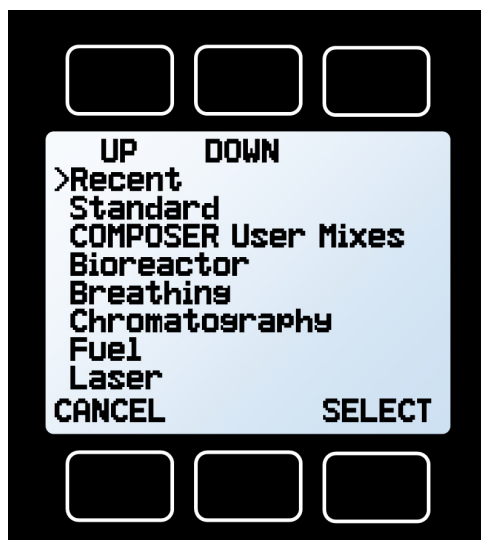 UP DOWN
>Recent
Standard
COMPOSER User Mixes
Bioreactor
Breathing
Chromatography
Fuel
Laser
CANCEL SELECT